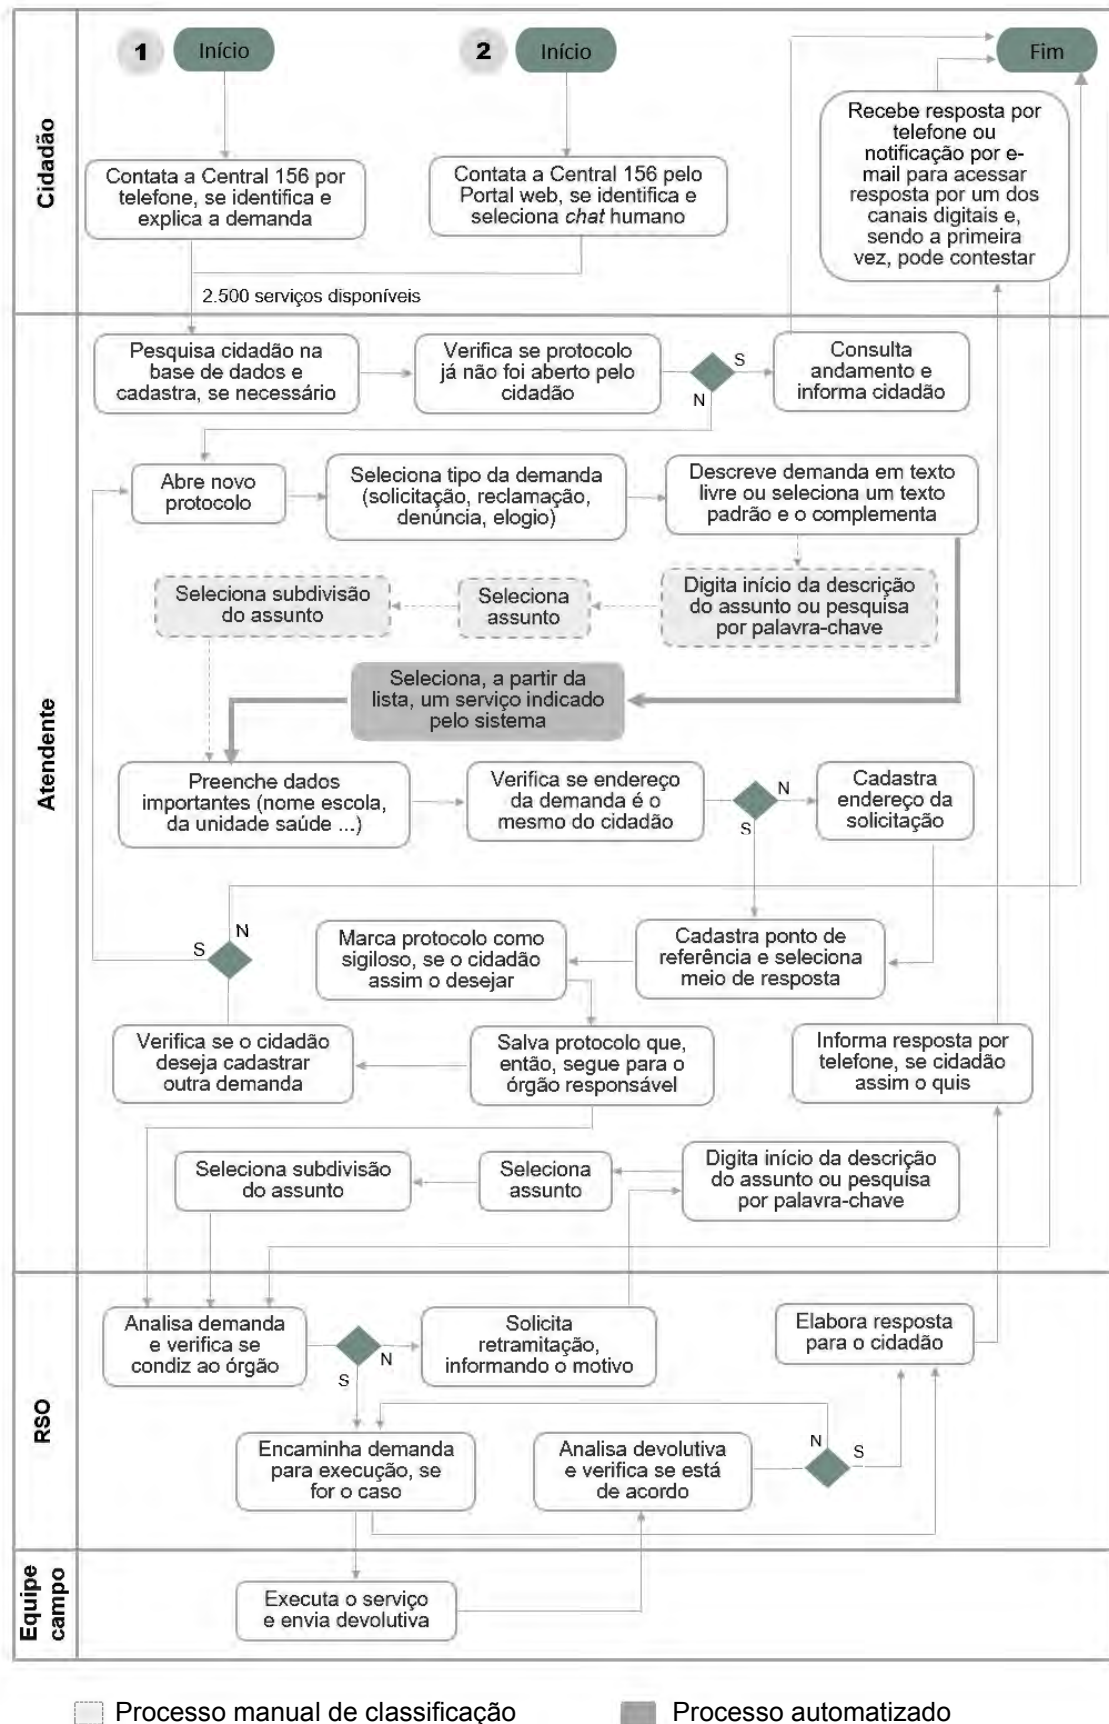 1
Início
2
Início
Fim
Cidadão
Contata a Central 156 por
telefone, se identifica e
explica a demanda
Contata a Central 156 pelo
Portal web, se identifica e
seleciona chat humano
Recebe resposta por
telefone ou
notificação por e-
mail para acessar
resposta por um dos
canais digitais e,
sendo a primeira
vez, pode contestar
2.500 serviços disponíveis
Atendente
Pesquisa cidadão na
base de dados e
cadastra, se necessário
Verifica se protocolo
já não foi aberto pelo
cidadão
S
N
Consulta
andamento e
informa cidadão
Abre novo
protocolo
Seleciona tipo da demanda
(solicitação, reclamação,
denúncia, elogio)
Descreve demanda em texto
livre ou seleciona um texto
padrão e o complementa
Seleciona subdivisão
do assunto
Seleciona
assunto
Digita início da descrição
do assunto ou pesquisa
por palavra-chave
Seleciona, a partir da
lista, um serviço indicado
pelo sistema
Preenche dados
importantes (nome escola,
da unidade saúde ...)
Verifica se endereço
da demanda é o
mesmo do cidadão
N
S
Cadastra
endereço da
solicitação
N
S
Marca protocolo como
sigiloso, se o cidadão
assim o desejar
Cadastra ponto de
referência e seleciona
meio de resposta
Verifica se o cidadão
deseja cadastrar
outra demanda
Salva protocolo que,
então, segue para o
órgão responsável
Informa resposta por
telefone, se cidadão
assim o quis
Seleciona subdivisão
do assunto
Seleciona
assunto
Digita início da descrição
do assunto ou pesquisa
por palavra-chave
RSO
Analisa demanda
e verifica se
condiz ao órgão
N
S
Solicita
retramitação,
informando o motivo
Elabora resposta
para o cidadão
Encaminha demanda
para execução, se
for o caso
Analisa devolutiva
e verifica se está
de acordo
N
S
Equipe
campo
Executa o serviço
e envia devolutiva
Processo manual de classificação
Processo automatizado